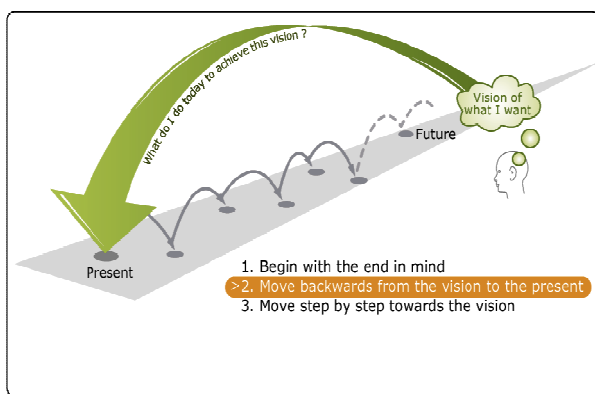 What do I do today to achieve this vision ?
Vision of
what I want
Future
Present
1. Begin with the end in mind
>2. Move backwards from the vision to the present
3. Move step by step towards the vision